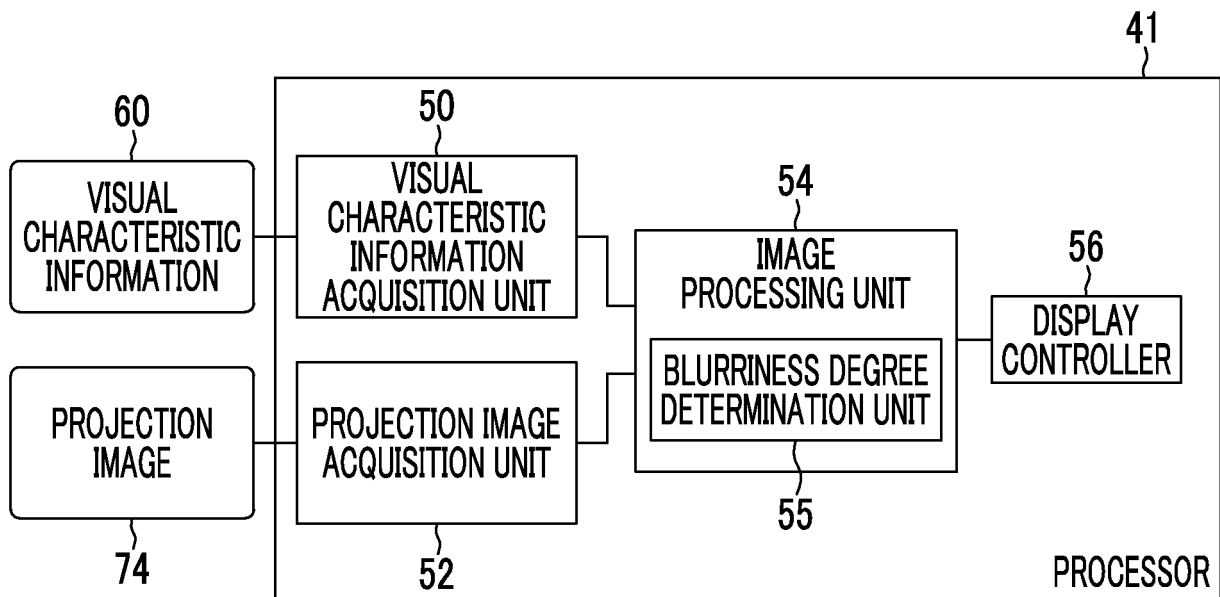 41
60
VISUAL
CHARACTERISTIC
INFORMATION
50
VISUAL
CHARACTERISTIC
INFORMATION
ACQUISITION UNIT
54
IMAGE
PROCESSING UNIT
BLURRINESS DEGREE
DETERMINATION UNIT
55
56
DISPLAY
CONTROLLER
PROJECTION
IMAGE
74
PROJECTION IMAGE
ACQUISITION UNIT
52
PROCESSOR